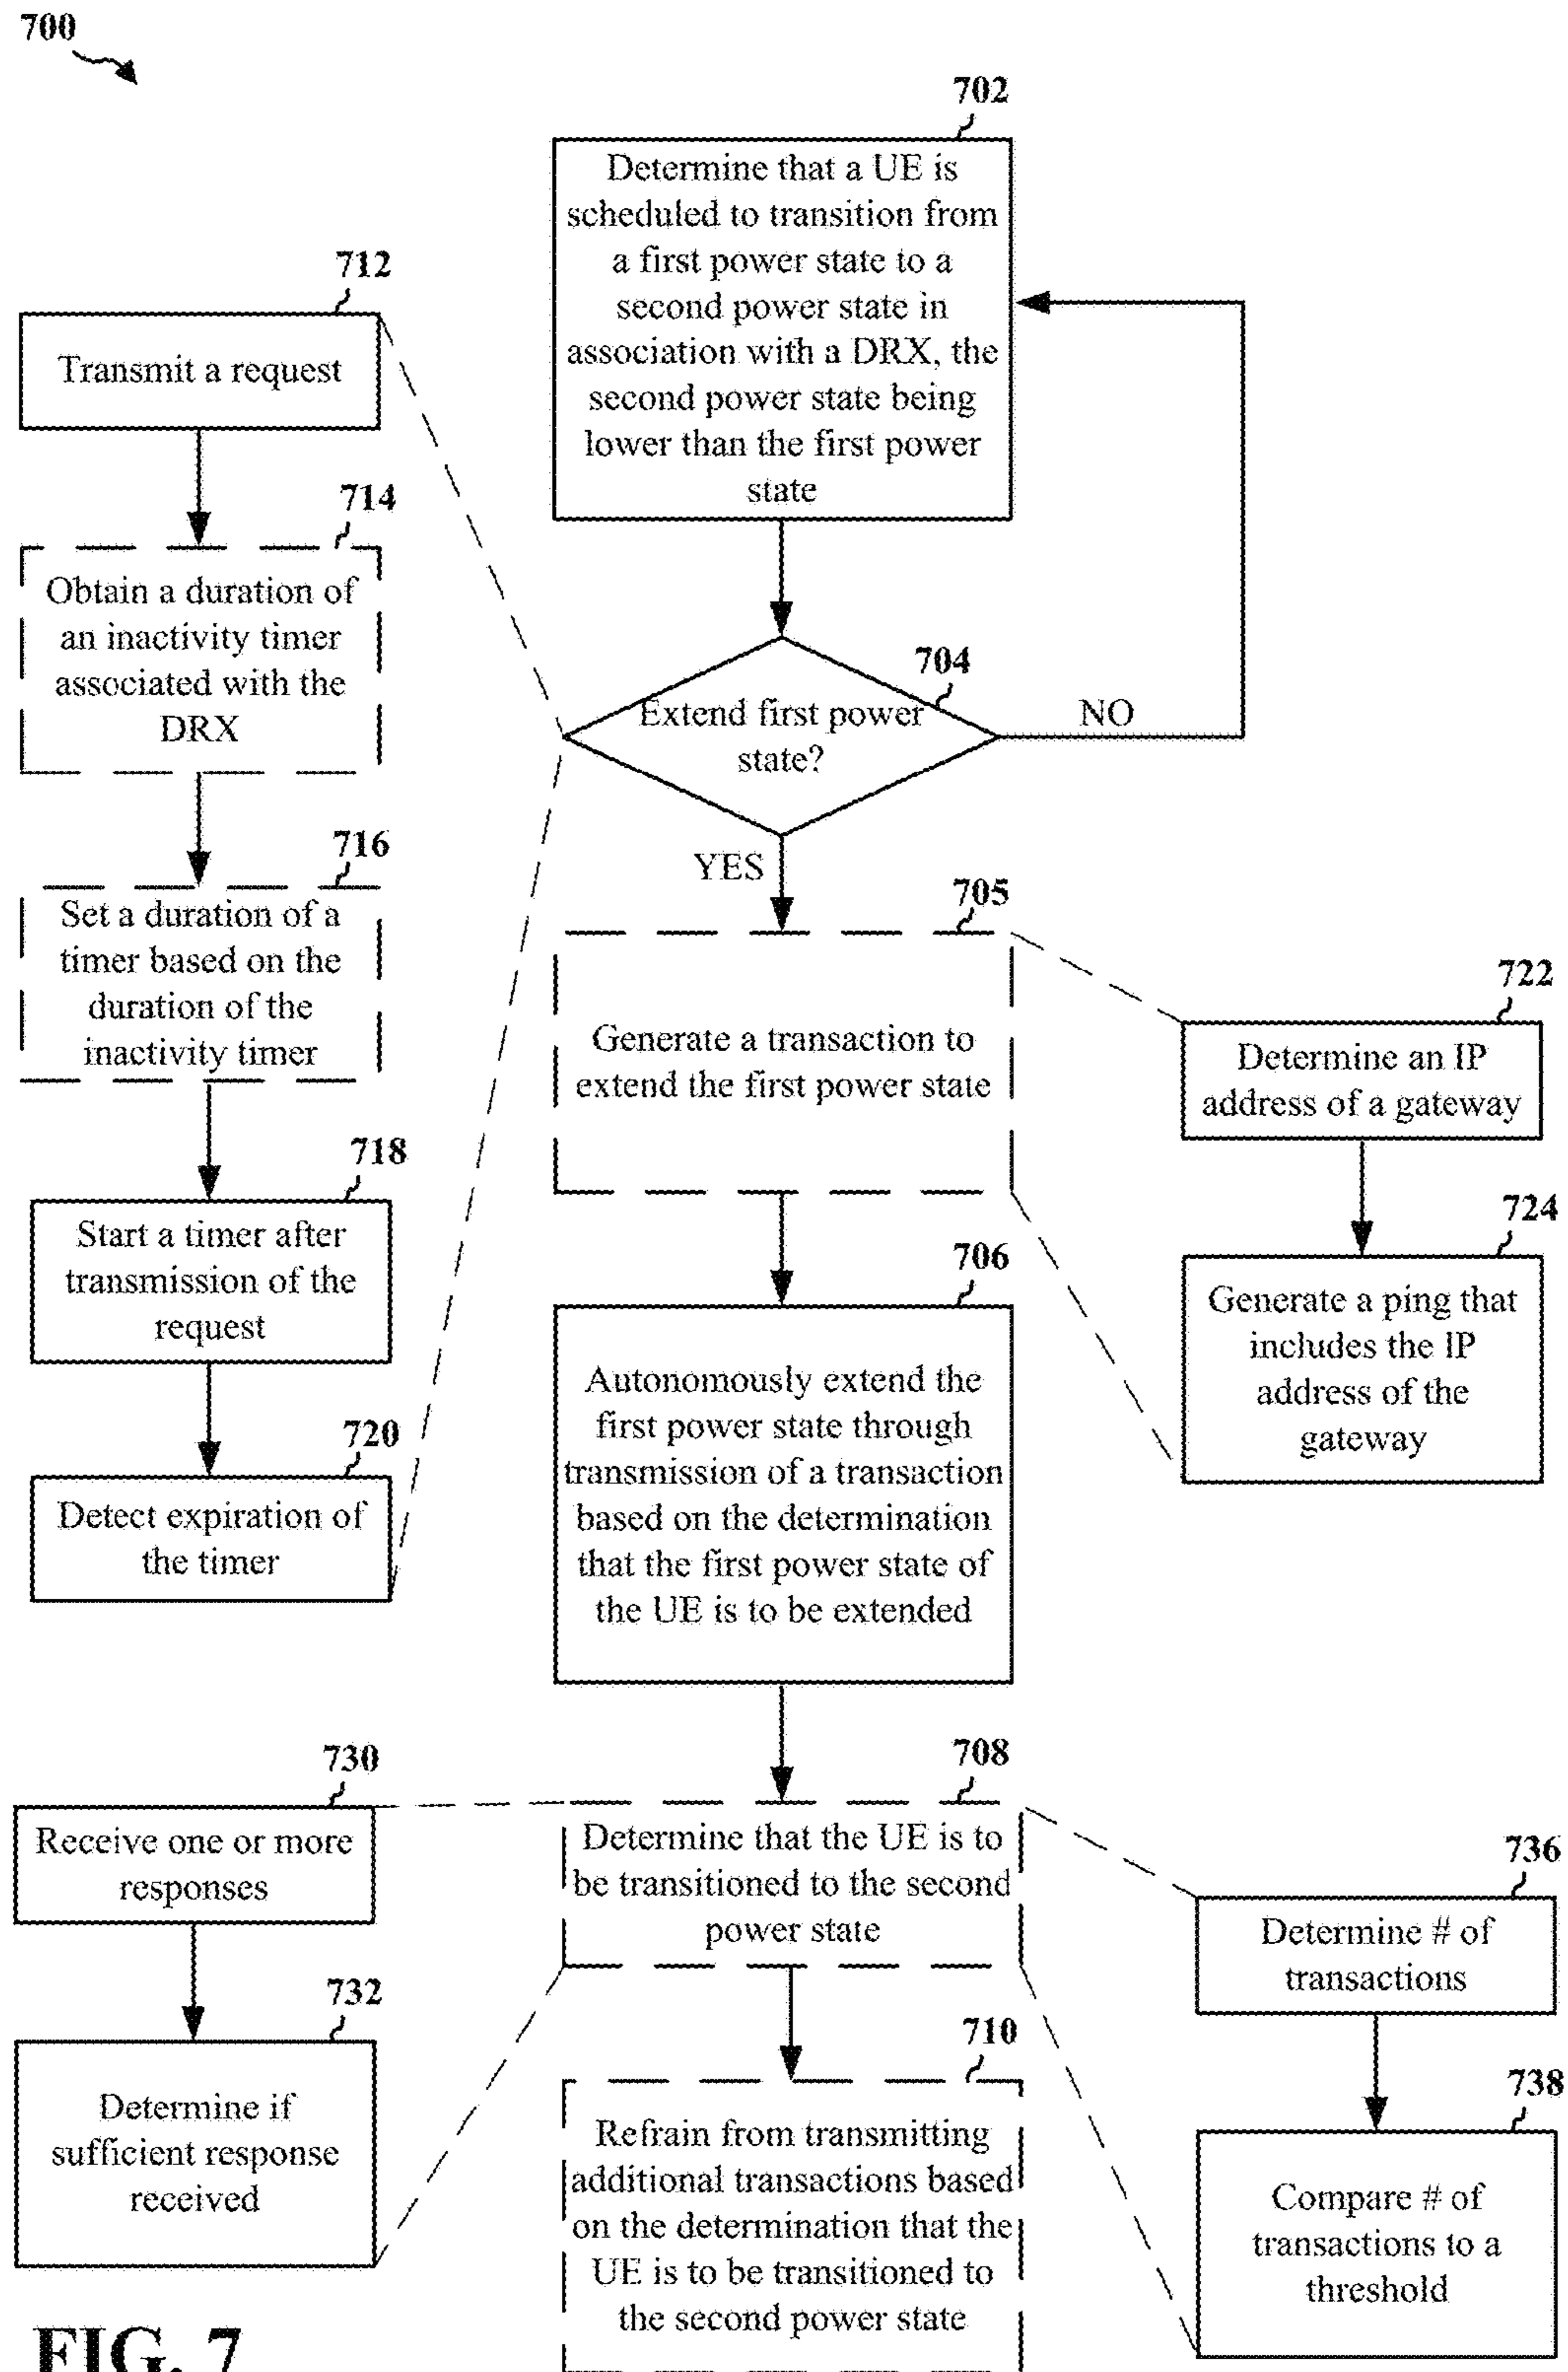 700
702
Determine that a UE is
scheduled to transition from
a first power state to a
second power state in
association with a DRX, the
second power state being
lower than the first power
state
712
Transmit a request
714
Obtain a duration of
an inactivity timer
associated with the
DRX
716
Set a duration of a
timer based on the
duration of the
inactivity timer
718
Start a timer after
transmission of the
request
720
Detect expiration of
the timer
704
Extend first power
state?
NO
YES
705
Generate a transaction to
extend the first power state
722
Determine an IP
address of a gateway
724
Generate a ping that
includes the IP
address of the
gateway
706
Autonomously extend the
first power state through
transmission of a transaction
based on the determination
that the first power state of
the UE is to be extended
708
Determine that the UE is to
be transitioned to the second
power state
730
Receive one or more
responses
732
Determine if
sufficient response
received
736
Determine # of
transactions
738
Compare # of
transactions to a
threshold
710
Refrain from transmitting
additional transactions based
on the determination that the
UE is to be transitioned to
the second power state
FIG. 7